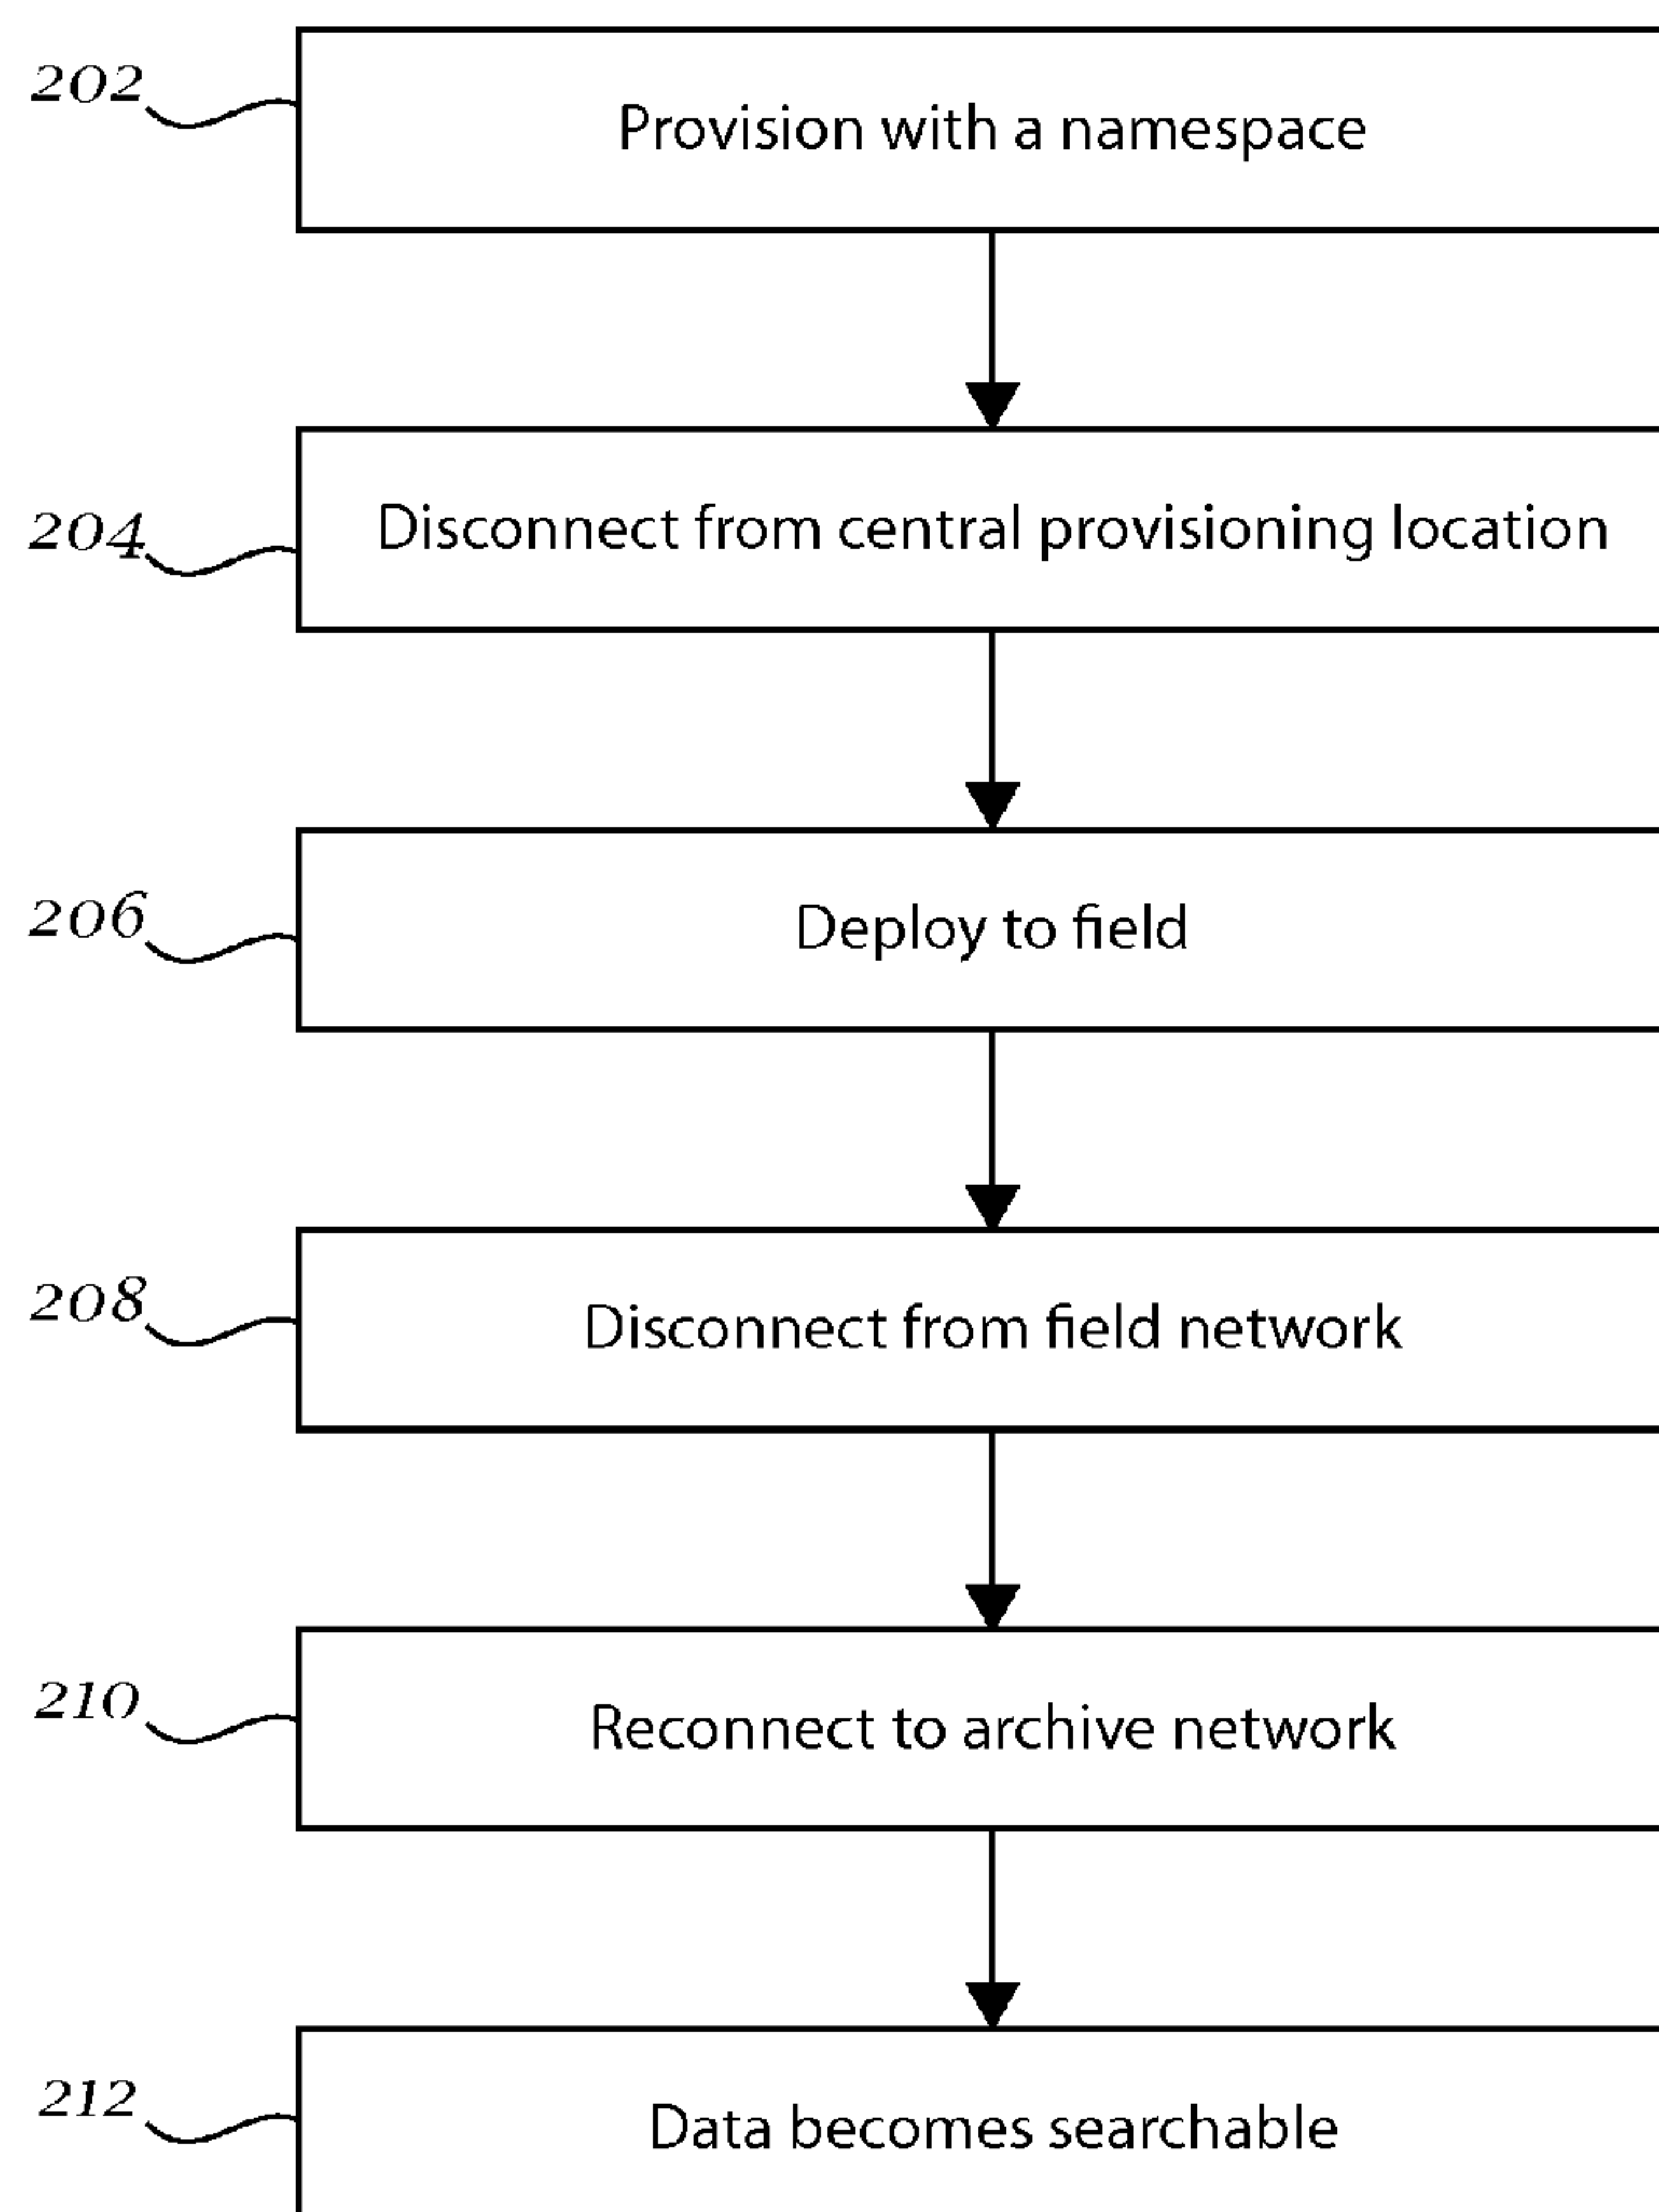 202
Provision with a namespace
204
Disconnect from central provisioning location
206
Deploy to field
208
Disconnect from field network
210
Reconnect to archive network
212
Data becomes searchable